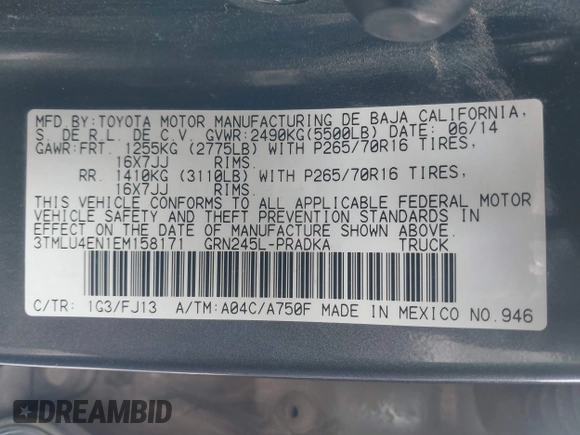 MFD.BY:TOYOTA MOTOR MANUFACTURING DE BAJA CALIFORNIA,
S. DE R.L. DE C.V. GVWR:2490KG(5500LB) DATE: 06/14
GAWR:FRT. 1255KG (2775LB) WITH P265/70R16 TIRES,
16X7JJ RIMS.
RR. 1410KG (3110LB) WITH P265/70R16 TIRES,
16X7JJ RIMS.
THIS VEHICLE CONFORMS TO ALL APPLICABLE FEDERAL MOTOR
VEHICLE SAFETY AND THEFT PREVENTION STANDARDS IN
EFFECT ON THE DATE OF MANUFACTURE SHOWN ABOVE.
3TMLU4EN1EM158171 GRN245L-PRADKA TRUCK
C/TR: 1G3/FJ13 A/TM:A04C/A750F MADE IN MEXICO NO.946
DREAMBID